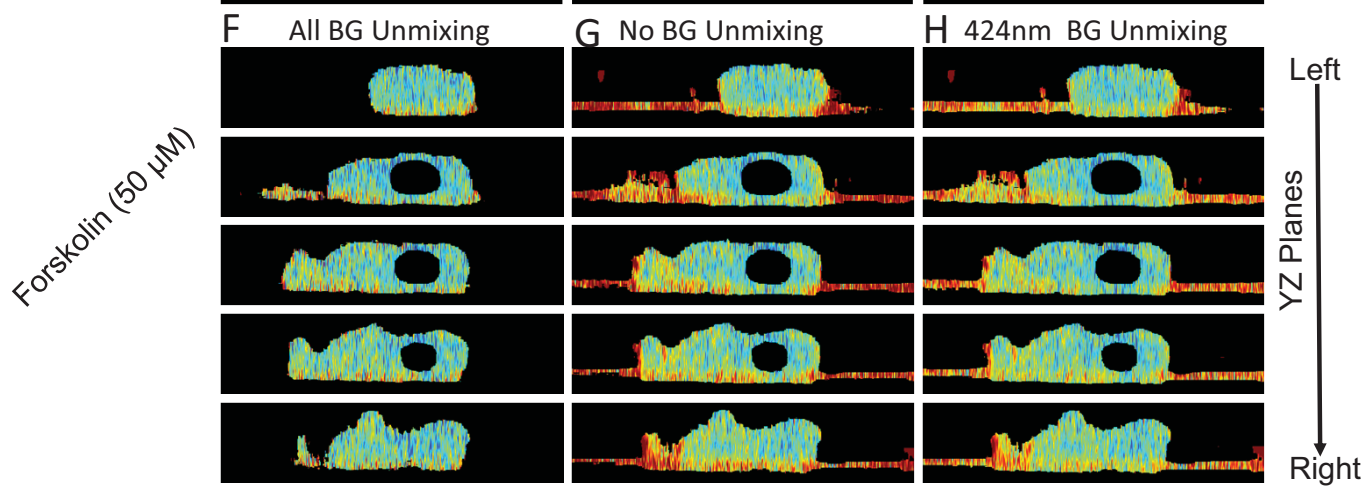 F All BG Unmixing
G No BG Unmixing
H 424nm BG Unmixing
Forskolin (50 µM)
Left
YZ Planes
Right